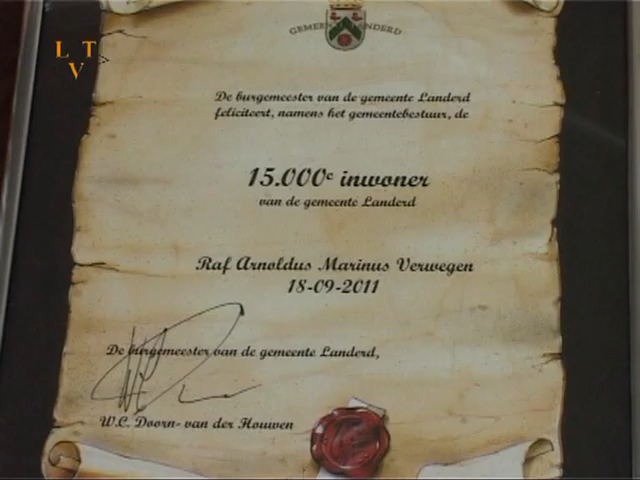 L T
V
GEMEENTE LANDERD
De burgemeester van de gemeente Landerd
feliciteert, namens het gemeentebestuur, de
15.000e inwoner
van de gemeente Landerd
Raf Arnoldus Marinus Verwegen
18-09-2011
De burgemeester van de gemeente Landerd,
W.C. Doorn- van der Houwen